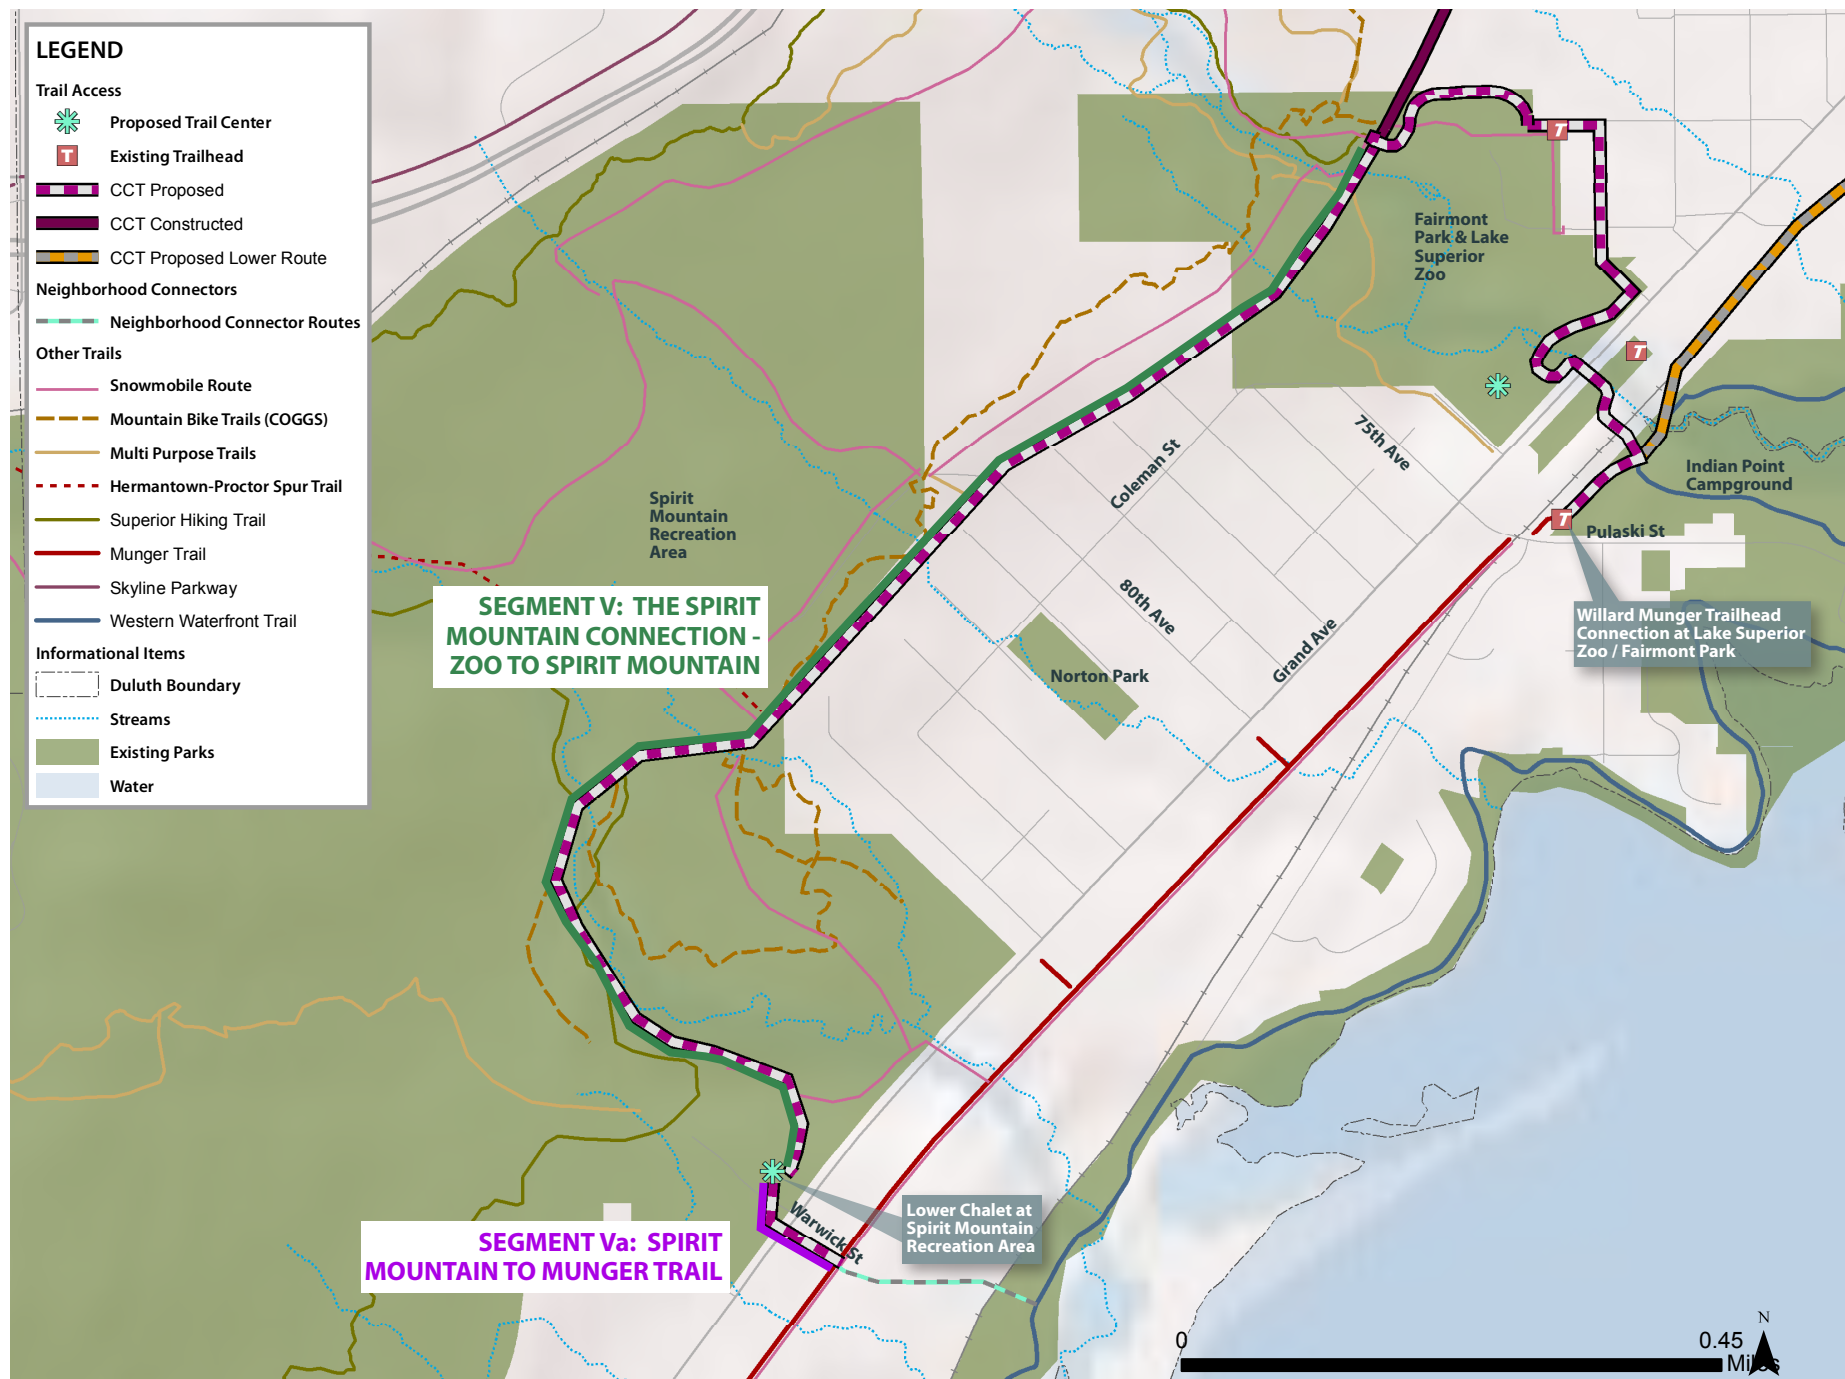 LEGEND
Trail Access
Proposed Trail Center
T
Existing Trailhead
CCT Proposed
CCT Constructed
CCT Proposed Lower Route
Neighborhood Connectors
Neighborhood Connector Routes
Other Trails
Snowmobile Route
Mountain Bike Trails (COGGS)
Multi Purpose Trails
Hermantown-Proctor Spur Trail
Superior Hiking Trail
Munger Trail
Skyline Parkway
Western Waterfront Trail
Informational Items
Duluth Boundary
Streams
Existing Parks
Water
T
Fairmont
Park & Lake
Superior
Zoo
T
75th Ave
Coleman St
Indian Point
Campground
Spirit
Mountain
Recreation
Area
T
Pulaski St
80th Ave
SEGMENT V: THE SPIRIT
MOUNTAIN CONNECTION -
ZOO TO SPIRIT MOUNTAIN
Willard Munger Trailhead
Connection at Lake Superior
Zoo / Fairmont Park
Grand Ave
Norton Park
Warwick St
Lower Chalet at
Spirit Mountain
Recreation Area
SEGMENT Va: SPIRIT
MOUNTAIN TO MUNGER TRAIL
N
0
0.45
Miles